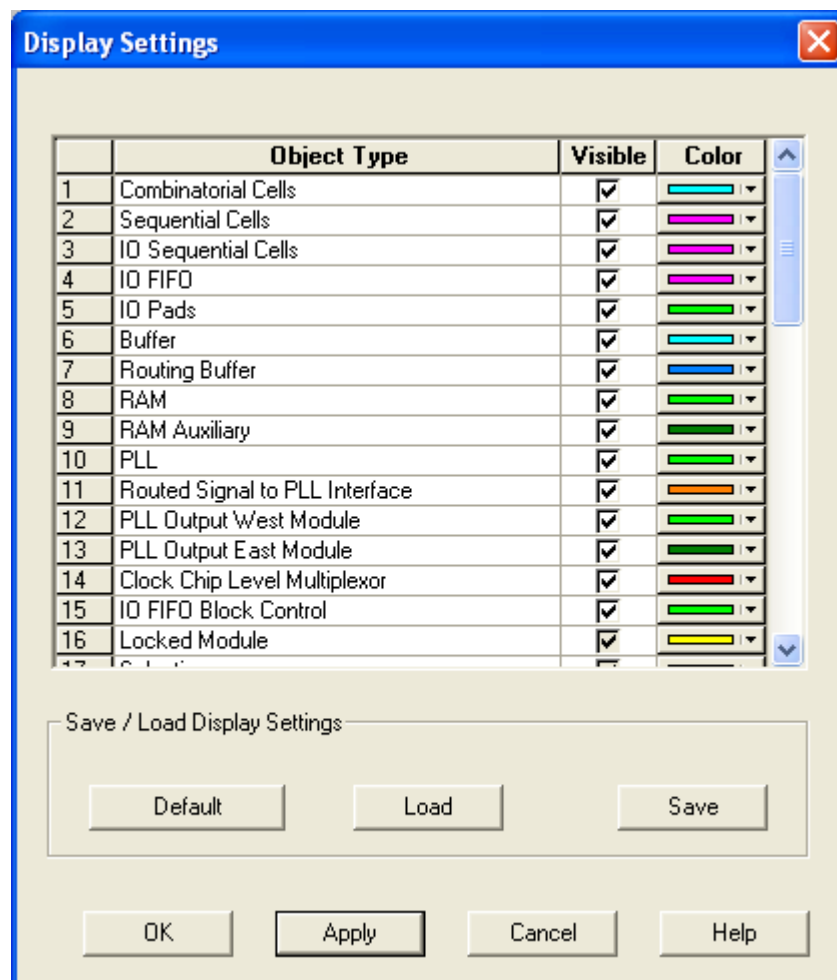 Display Settings
Object Type Visible Color
1 Combinatorial Cells
2 Sequential Cells
3 IO Sequential Cells
4 IO FIFO
5 IO Pads
6 Buffer
7 Routing Buffer
8 RAM
9 RAM Auxiliary
10 PLL
11 Routed Signal to PLL Interface
12 PLL Output West Module
13 PLL Output East Module
14 Clock Chip Level Multiplexor
15 IO FIFO Block Control
16 Locked Module
Save / Load Display Settings
Default Load Save
OK Apply Cancel Help